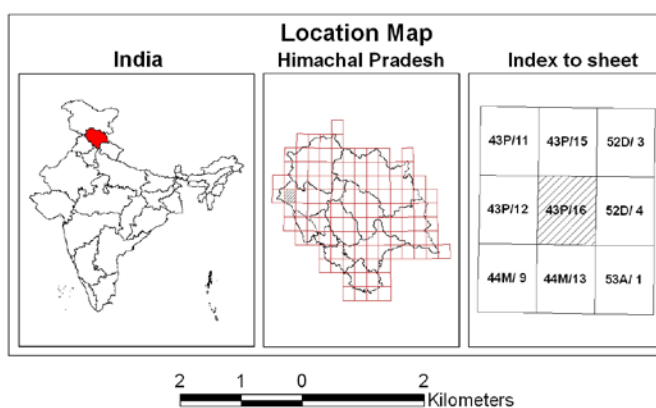 Location Map
India
Himachal Pradesh
Index to sheet
43P/11 43P/15 52D/ 3
43P/12 43P/16 52D/ 4
44M/ 9 44M/13 53A/ 1
2 1 0 2
Kilometers